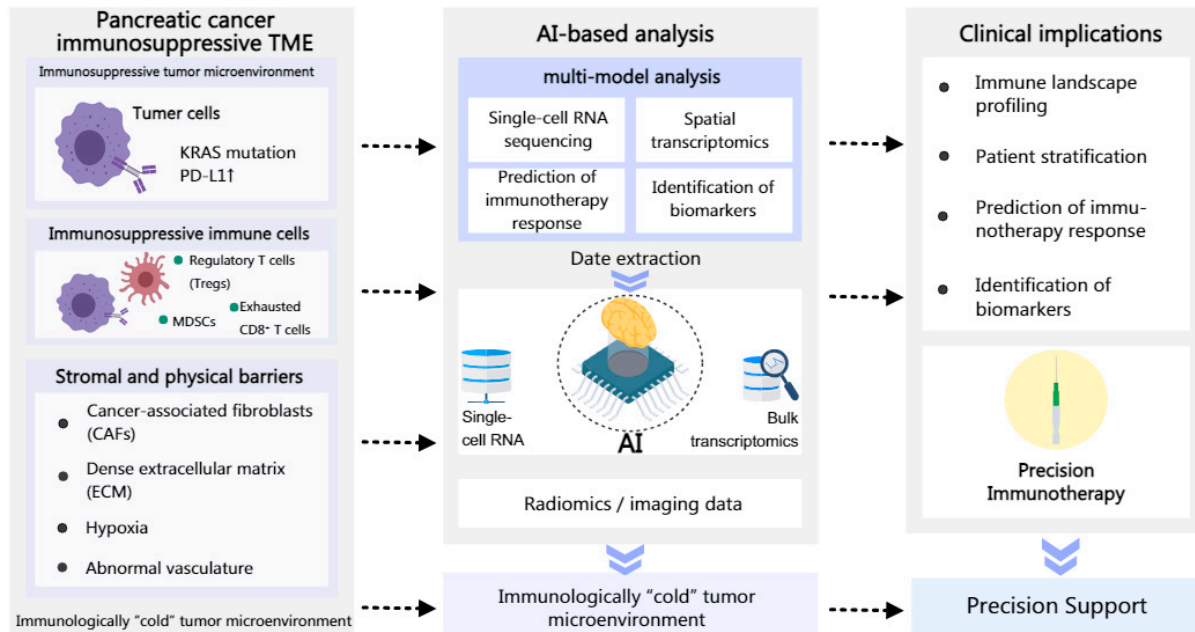 Pancreatic cancer
immunosuppressive TME
Immunosuppressive tumor microenvironment
Tumer cells
KRAS mutation
PD-L1↑
Immunosuppressive immune cells
Regulatory T cells
(Tregs)
MDSCs
Exhausted
CD8⁺ T cells
Stromal and physical barriers
Cancer-associated fibroblasts
(CAFs)
Dense extracellular matrix
(ECM)
Hypoxia
Abnormal vasculature
Immunologically “cold” tumor microenvironment
AI-based analysis
multi-model analysis
Single-cell RNA
sequencing
Spatial
transcriptomics
Prediction of
immunotherapy
response
Identification of
biomarkers
Date extraction
Single-
cell RNA
AI
Bulk
transcriptomics
Radiomics / imaging data
Immunologically “cold” tumor
microenvironment
Clinical implications
Immune landscape
profiling
Patient stratification
Prediction of immu-
notherapy response
Identification of
biomarkers
Precision
Immunotherapy
Precision Support